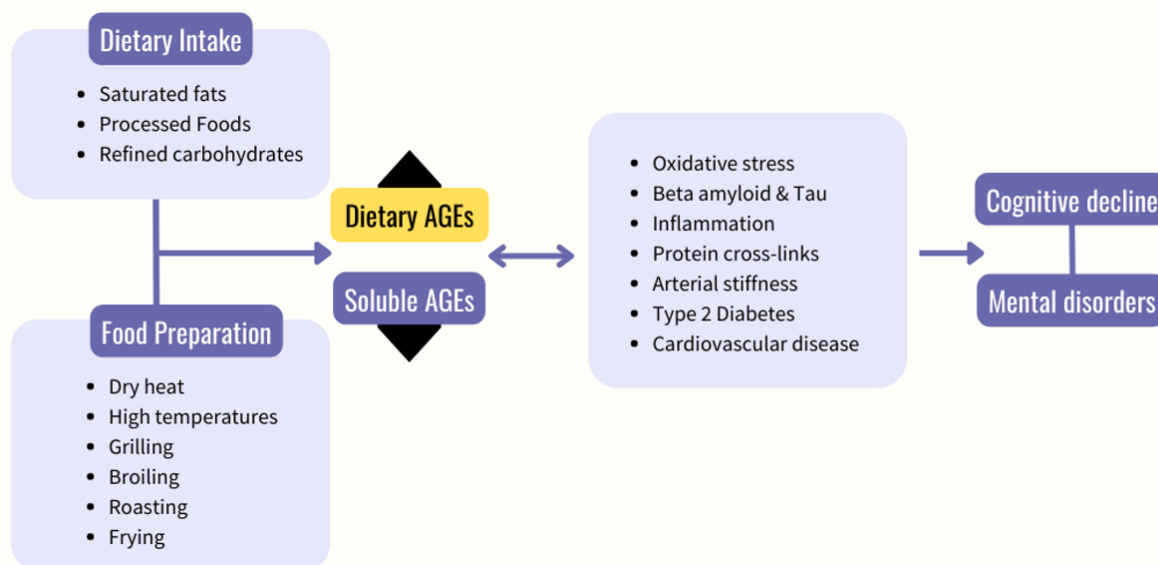 Dietary Intake
• Saturated fats
• Processed Foods
• Refined carbohydrates
Food Preparation
• Dry heat
• High temperatures
• Grilling
• Broiling
• Roasting
• Frying
Dietary AGEs
Soluble AGEs
• Oxidative stress
• Beta amyloid & Tau
• Inflammation
• Protein cross-links
• Arterial stiffness
• Type 2 Diabetes
• Cardiovascular disease
Cognitive decline
Mental disorders